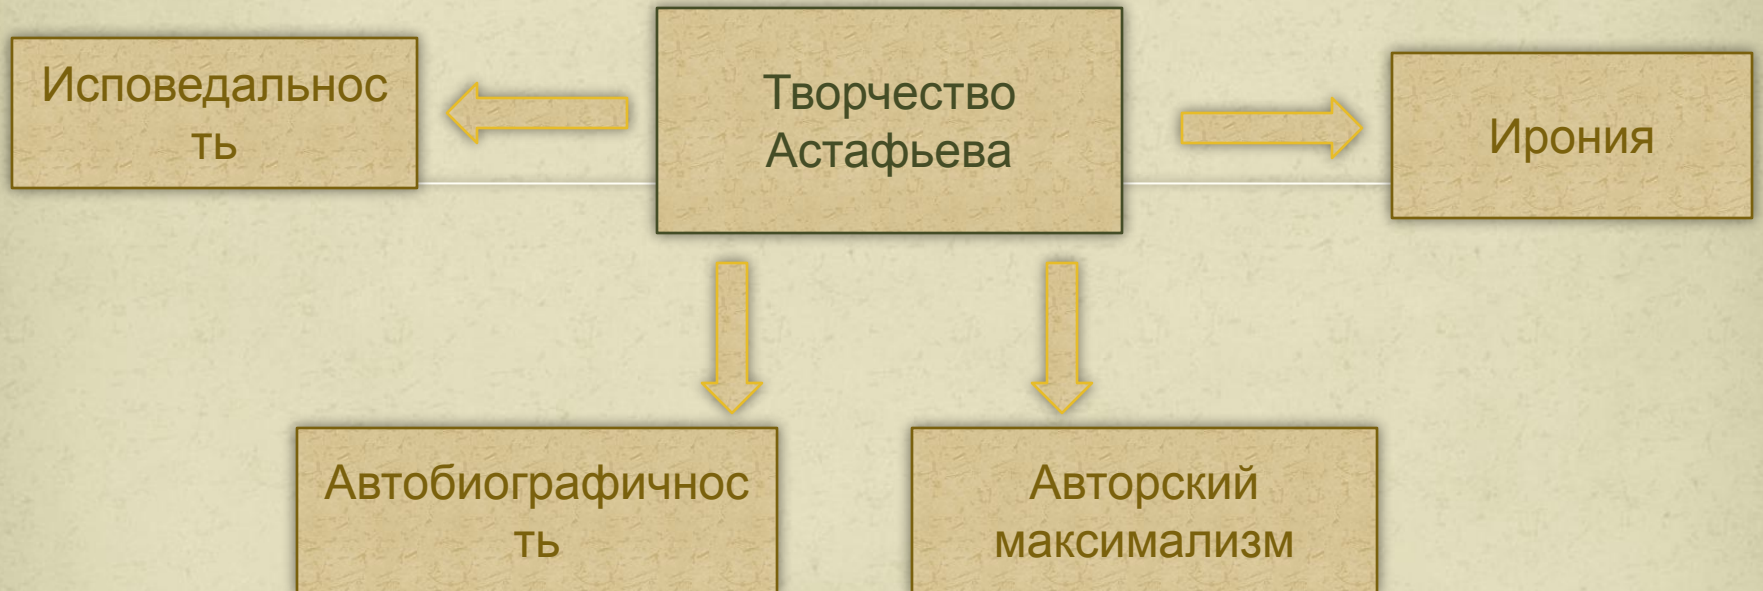 Исповедальнос
ть
Творчество
Астафьева
Ирония
Автобиографичнос
ть
Авторский
максимализм